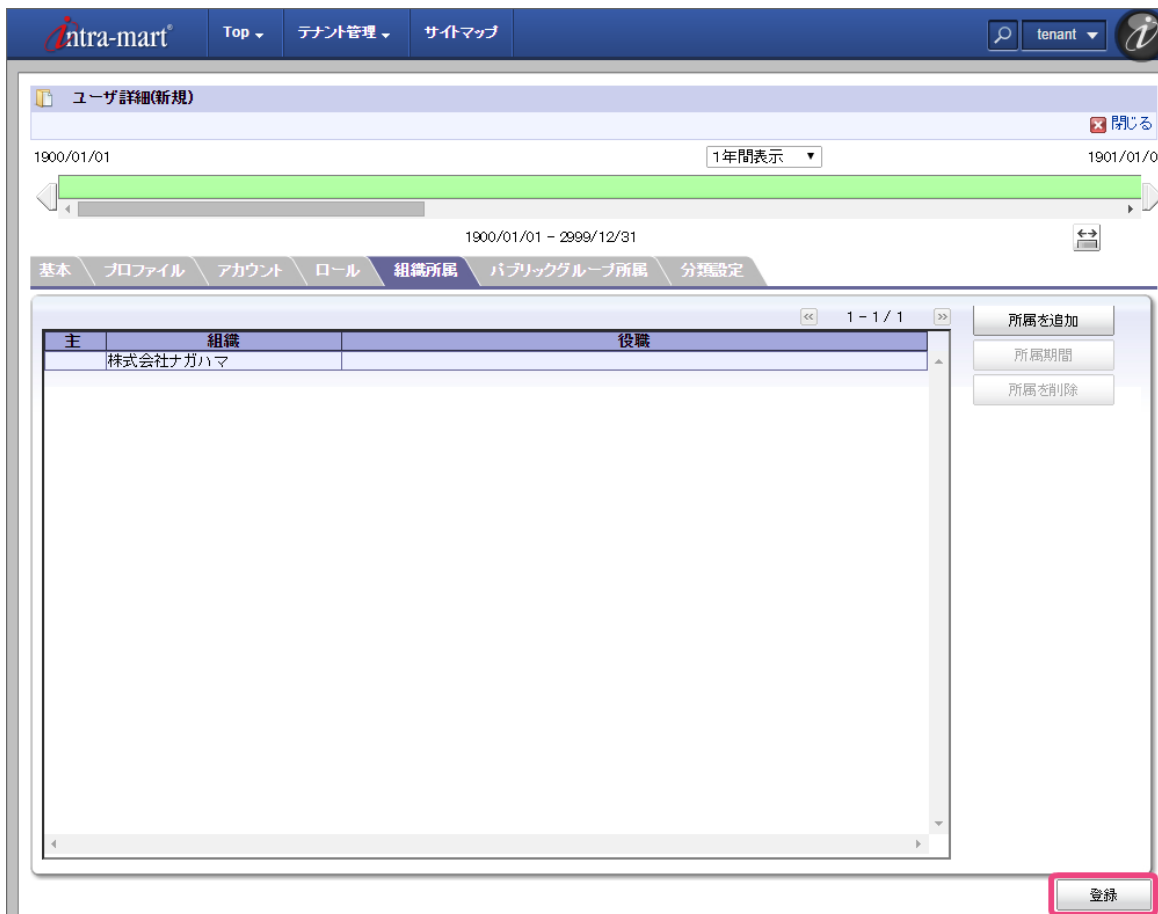 intra-mart® Top テナント管理 サイトマップ tenant
ユーザ詳細(新規)
閉じる
1900/01/01 1年間表示 1901/01/0
1900/01/01 - 2999/12/31
基本 プロファイル アカウント ロール 組織所属 パブリックグループ所属 分類設定
1 - 1 / 1 所属を追加
主 組織 役職
株式会社ナガハマ 所属期間
所属を削除
登録